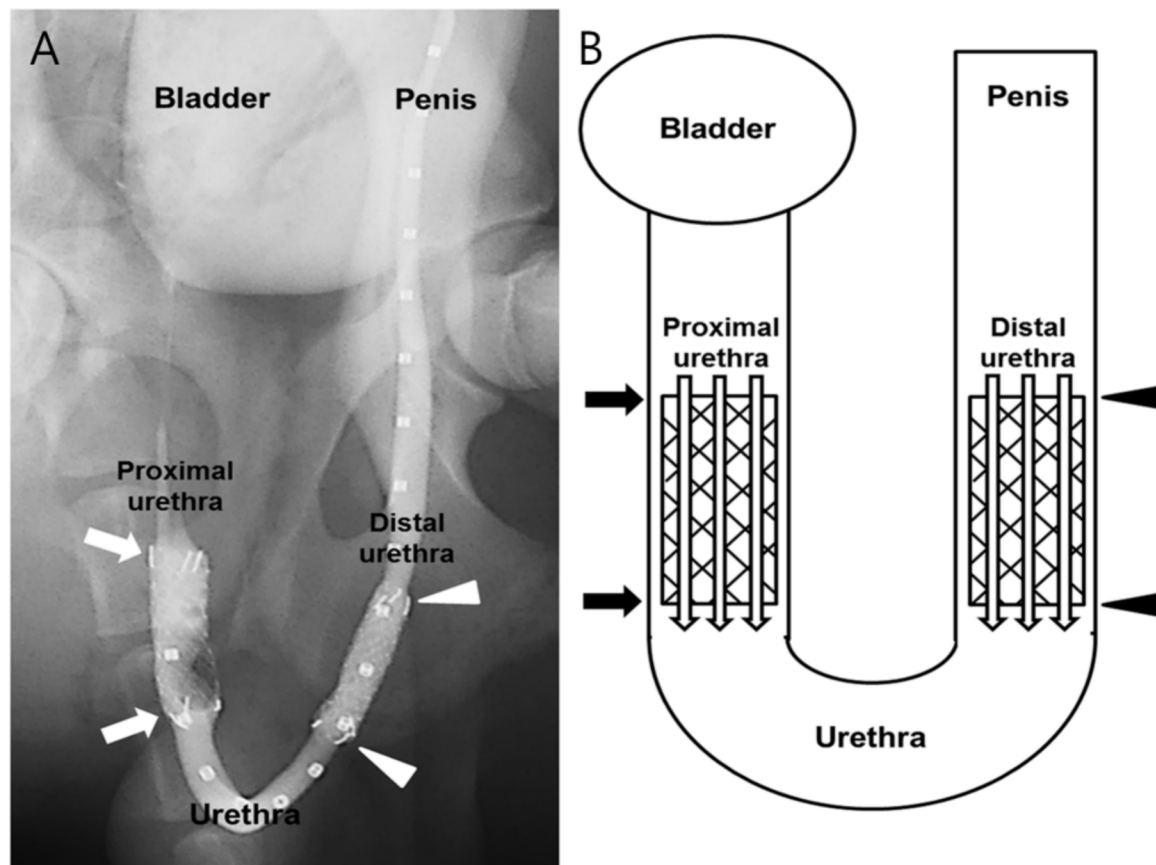 A
Bladder
Penis
Proximal
urethra
Distal
urethra
Urethra
B
Bladder
Penis
Proximal
urethra
Distal
urethra
Urethra